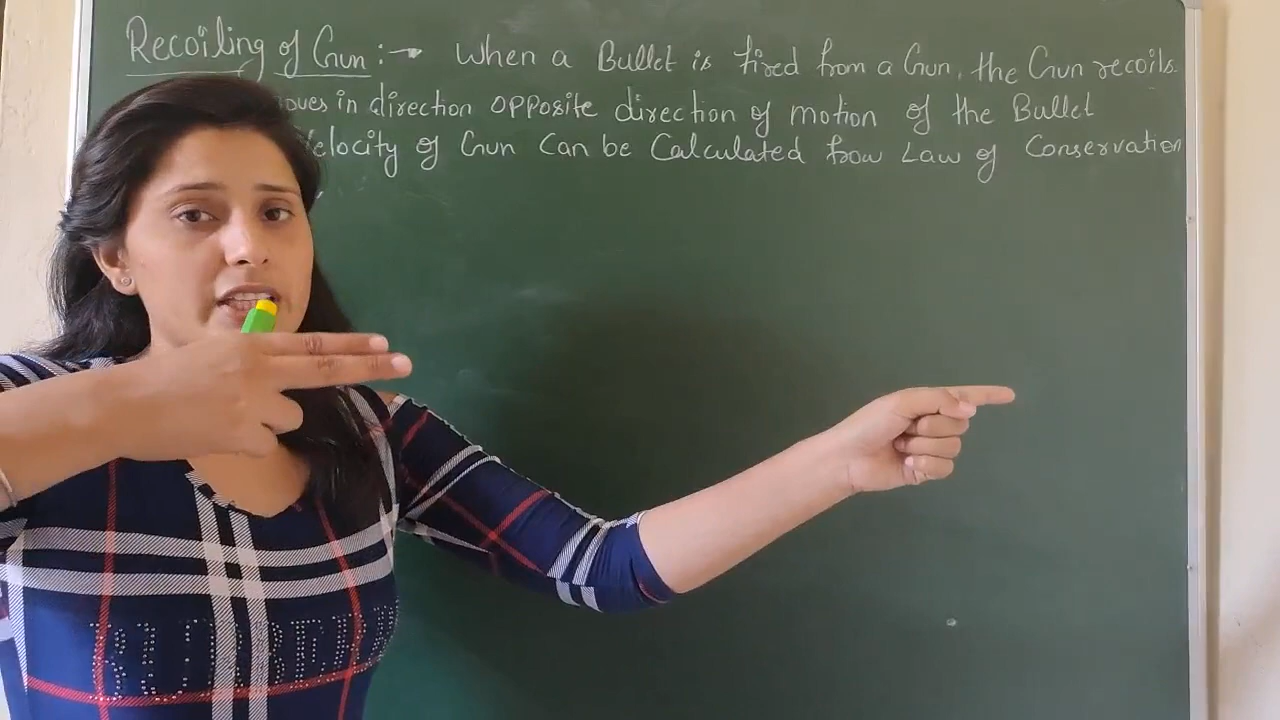 Recoiling of Gun :- When a Bullet is fired from a Gun, the Gun recoils.
oves in direction opposite direction of motion of the Bullet
Velocity of Gun Can be Calculated from Law of Conservation